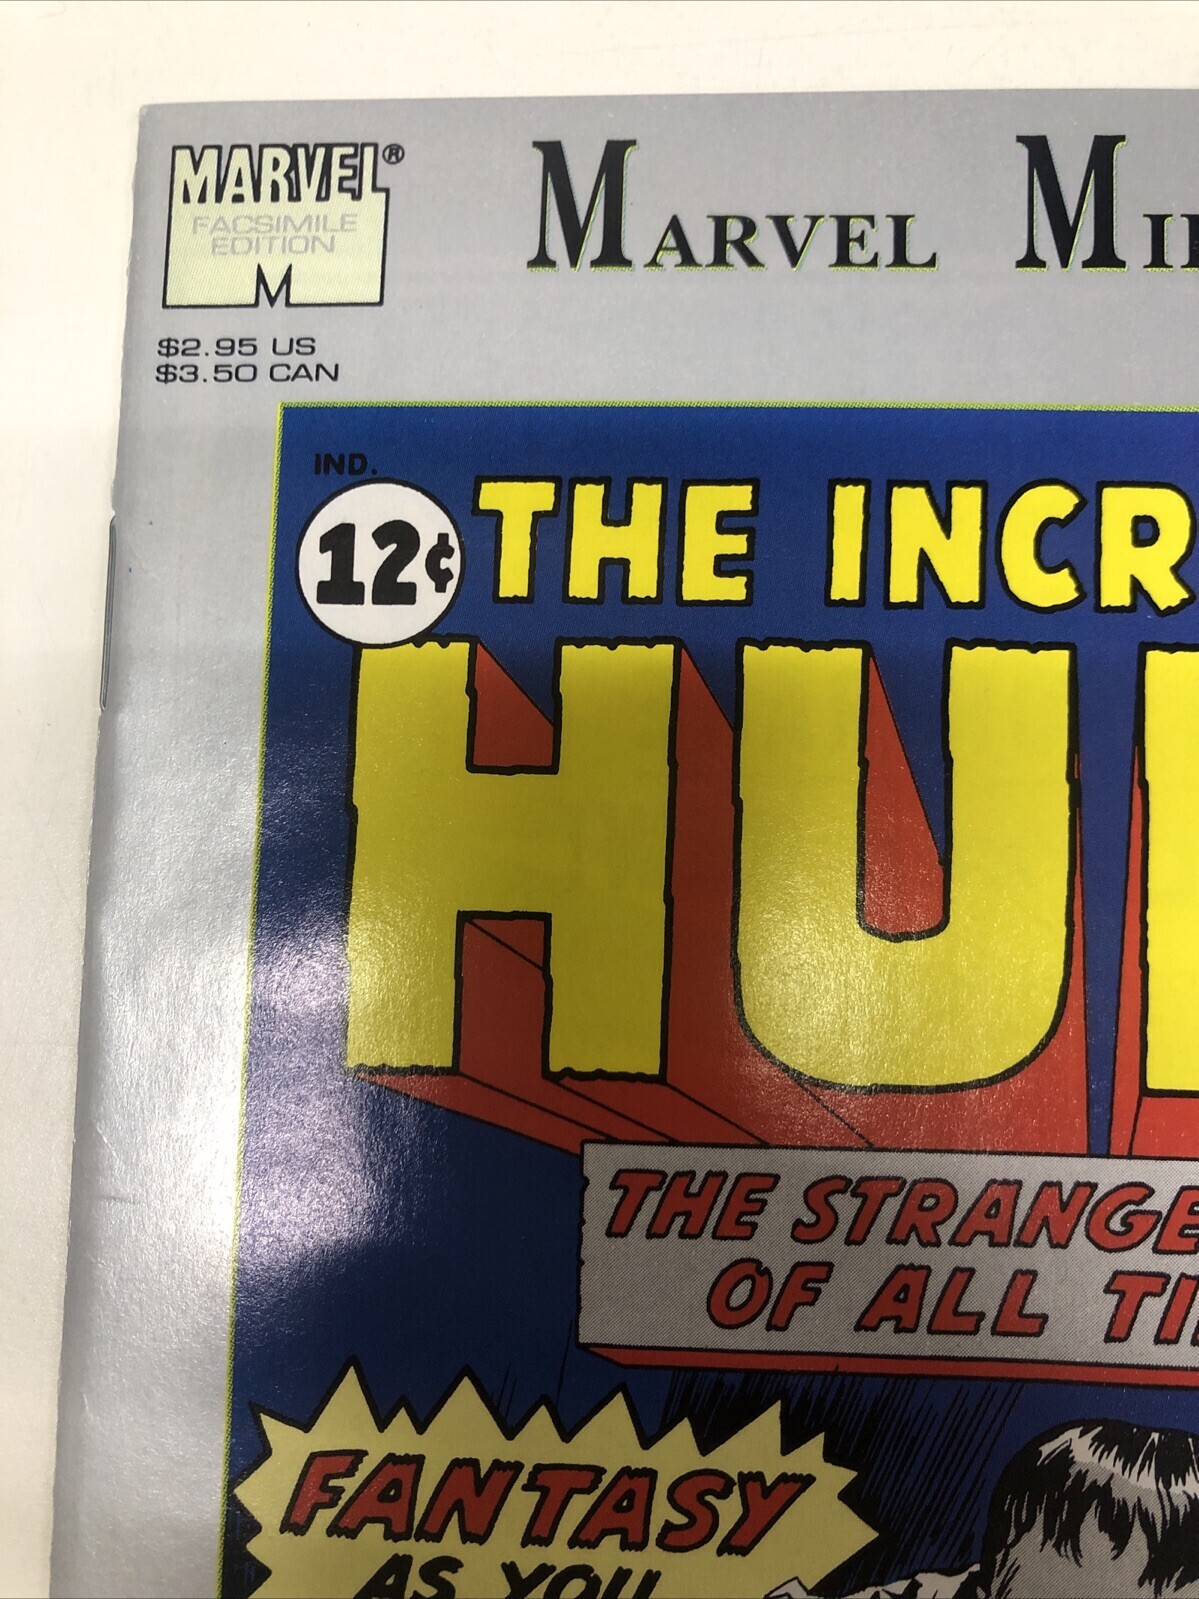 MARVEL®
FACSIMILE
EDITION
M
$2.95 US
$3.50 CAN
MARVEL MI
IND.
12¢
THE INCR
HU
THE STRANGE
OF ALL TI
FANTASY
AS YOU